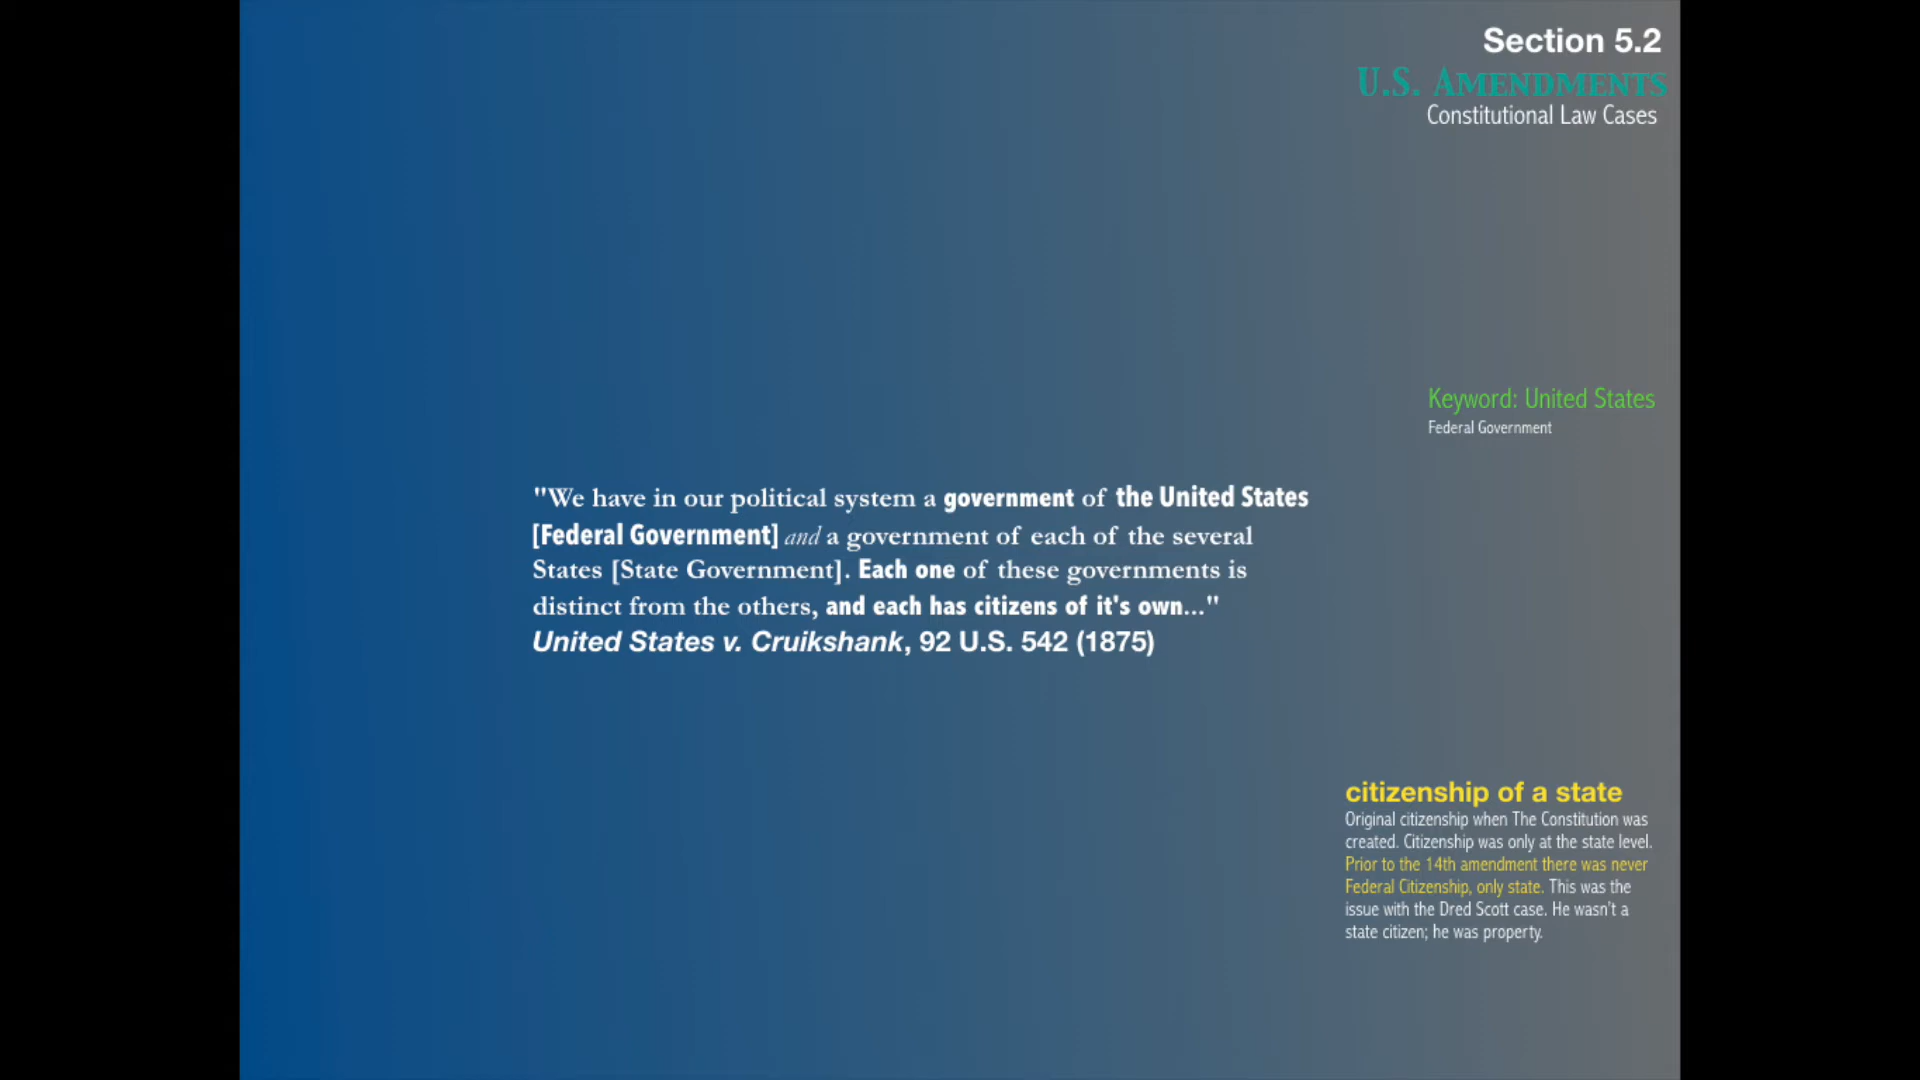 Section 5.2
U.S. AMENDMENTS
Constitutional Law Cases
Keyword: United States
Federal Government
"We have in our political system a government of the United States
[Federal Government] and a government of each of the several
States [State Government]. Each one of these governments is
distinct from the others, and each has citizens of it's own..."
United States v. Cruikshank, 92 U.S. 542 (1875)
citizenship of a state
Original citizenship when The Constitution was
created. Citizenship was only at the state level.
Prior to the 14th amendment there was never
Federal Citizenship, only state. This was the
issue with the Dred Scott case. He wasn't a
state citizen; he was property.